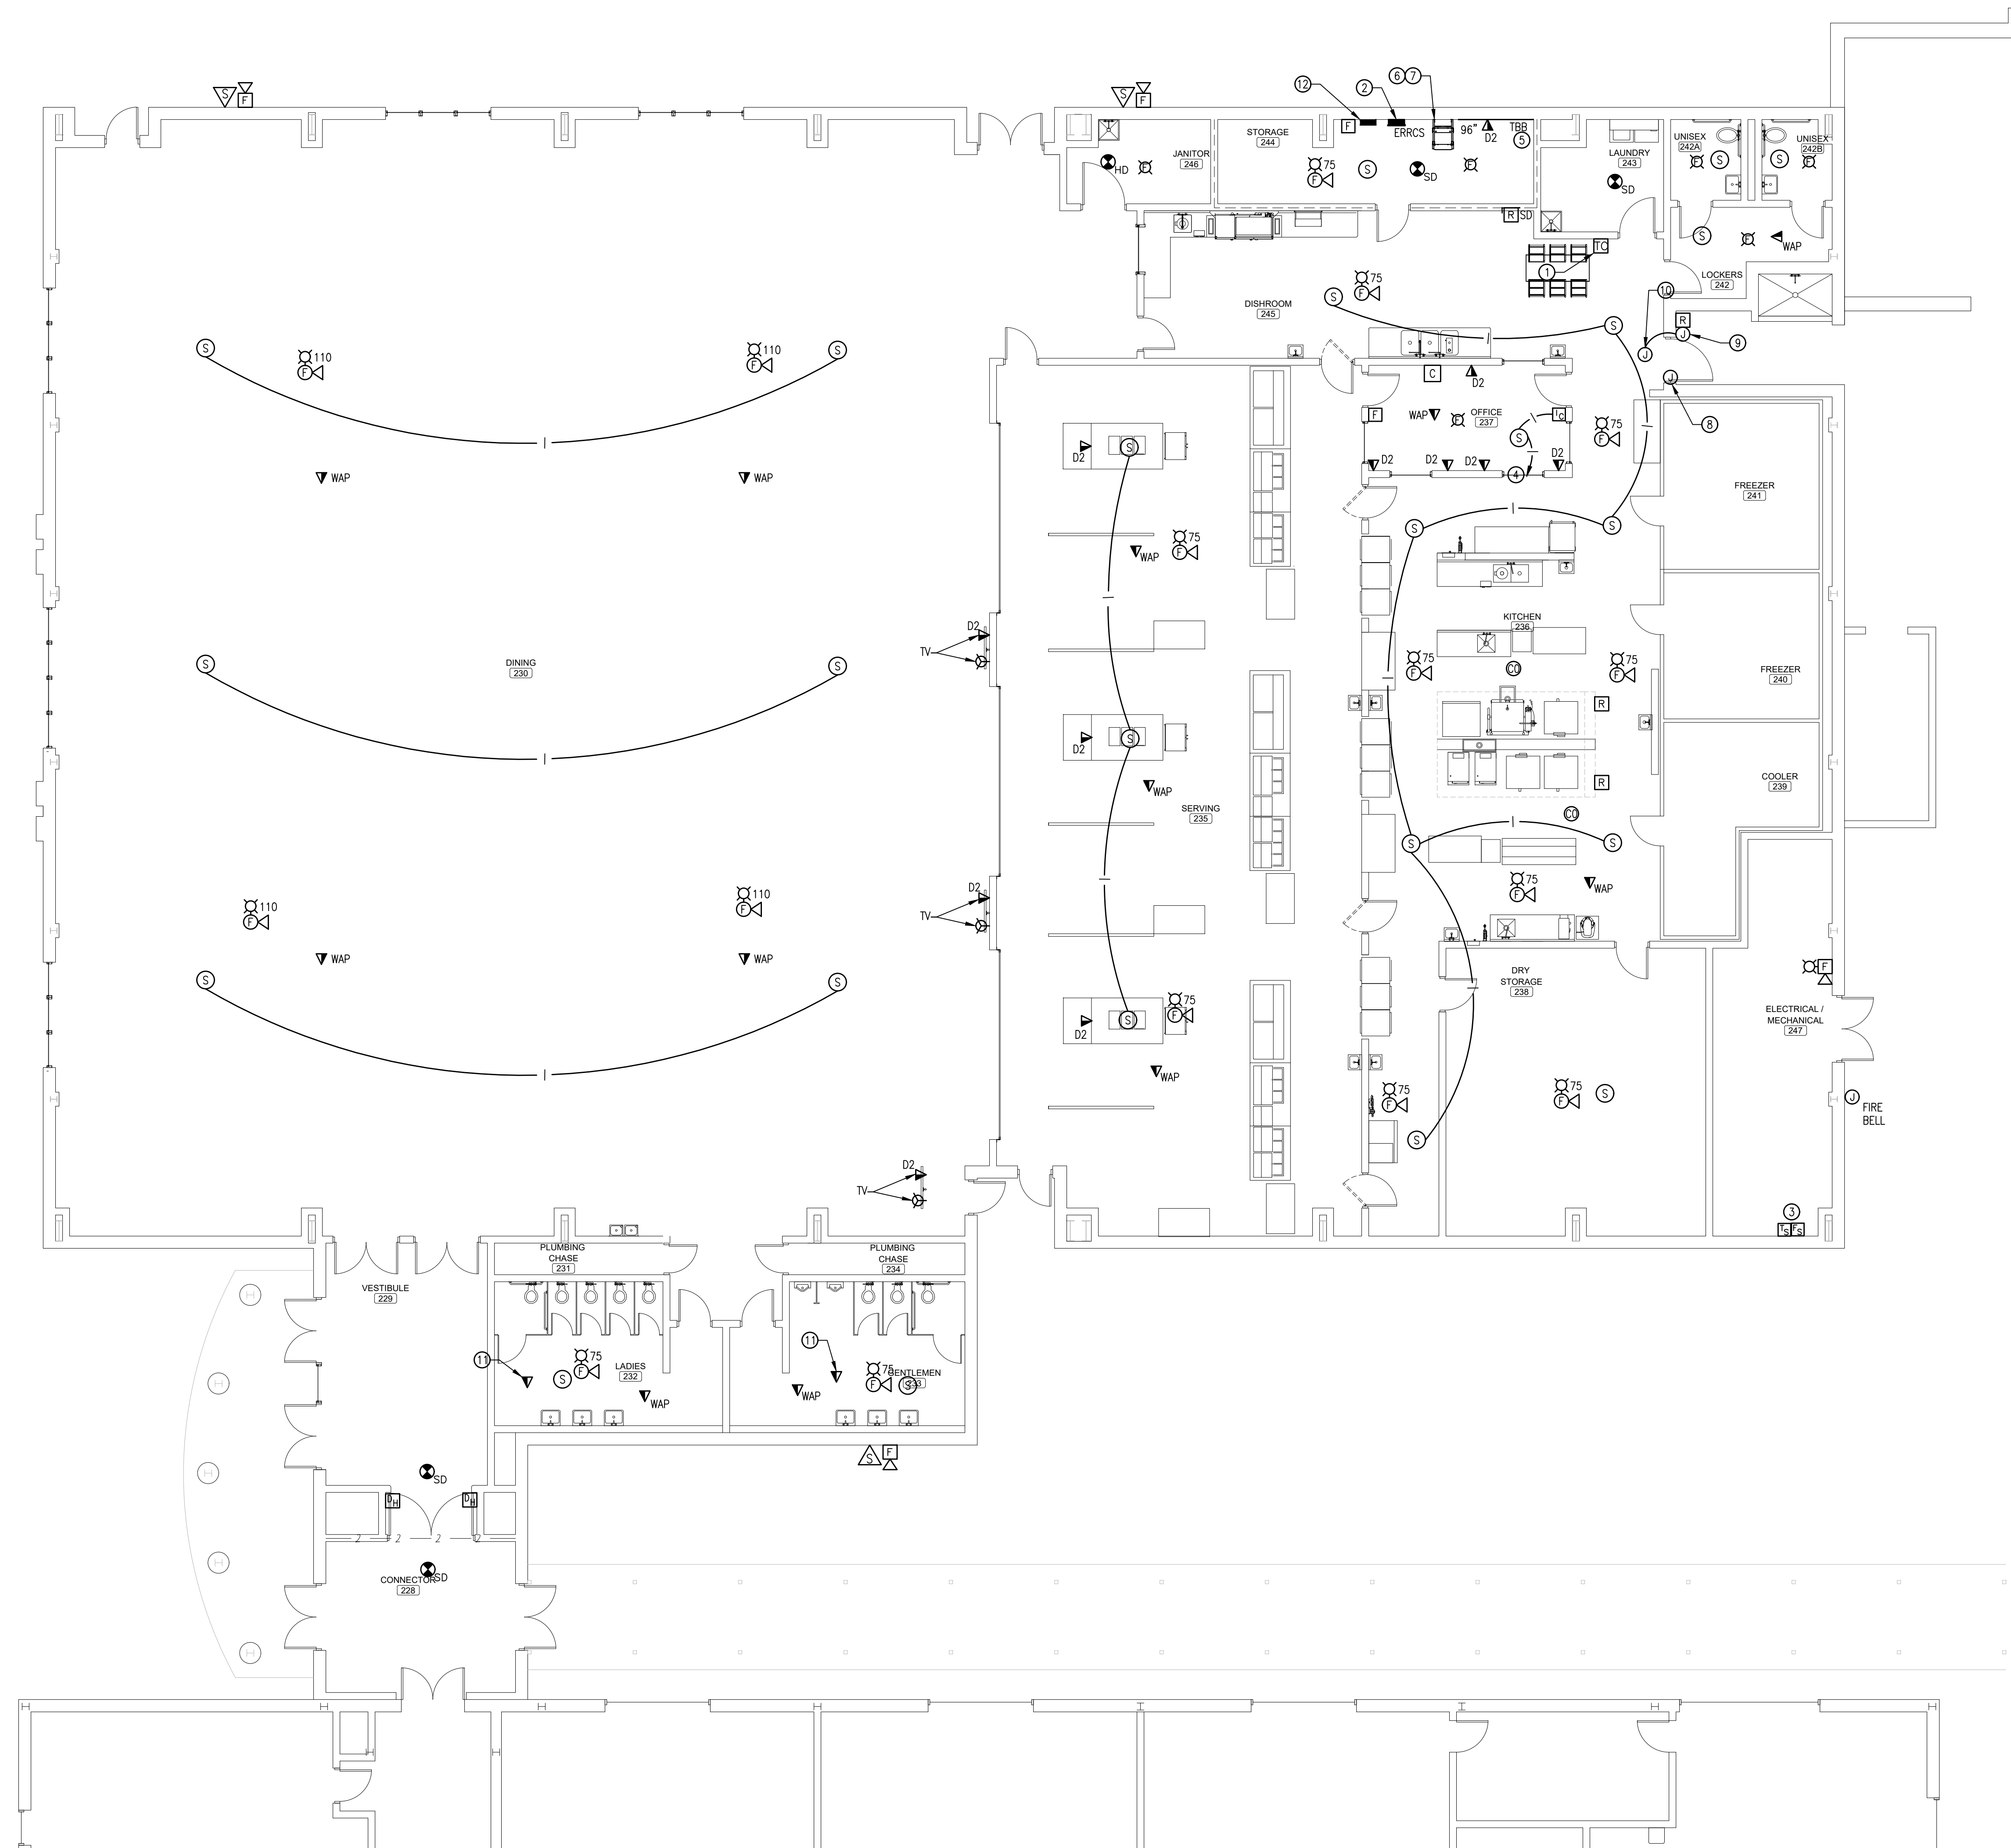 S
F
S
F
12
2
6
7
F
ERRCS
96"
D2
TBB
5
JANITOR
246
HD
F
STORAGE
244
75
F
S
SD
F
LAUNDRY
243
SD
UNISEX
242A
F
S
UNISEX
242B
S
F
R
SD
TC
1
S
F
WAP
LOCKERS
242
10
R
J
9
J
J
8
DISHROOM
245
75
F
S
S
C
D2
F
WAP
F
OFFICE
237
IC
S
75
F
D2
D2
D2
D2
4
S
110
F
110
F
S
WAP
WAP
D2
S
75
F
WAP
S
S
FREEZER
241
KITCHEN
236
75
F
CO
75
F
FREEZER
240
S
DINING
230
S
D2
TV
D2
S
R
R
COOLER
239
WAP
SERVING
235
CO
S
S
110
F
110
F
D2
TV
75
F
WAP
WAP
WAP
S
S
DRY
STORAGE
238
F
D2
S
75
F
ELECTRICAL /
MECHANICAL
247
WAP
75
F
75
F
S
J
FIRE
BELL
S
D2
TV
3
TS
FS
PLUMBING
CHASE
231
PLUMBING
CHASE
234
VESTIBULE
229
11
75
F
S
LADIES
232
WAP
11
75
F
GENTLEMEN
233
S
WAP
S
F
SD
DH
DH
2
2
2
2
SD
CONNECTOR
228